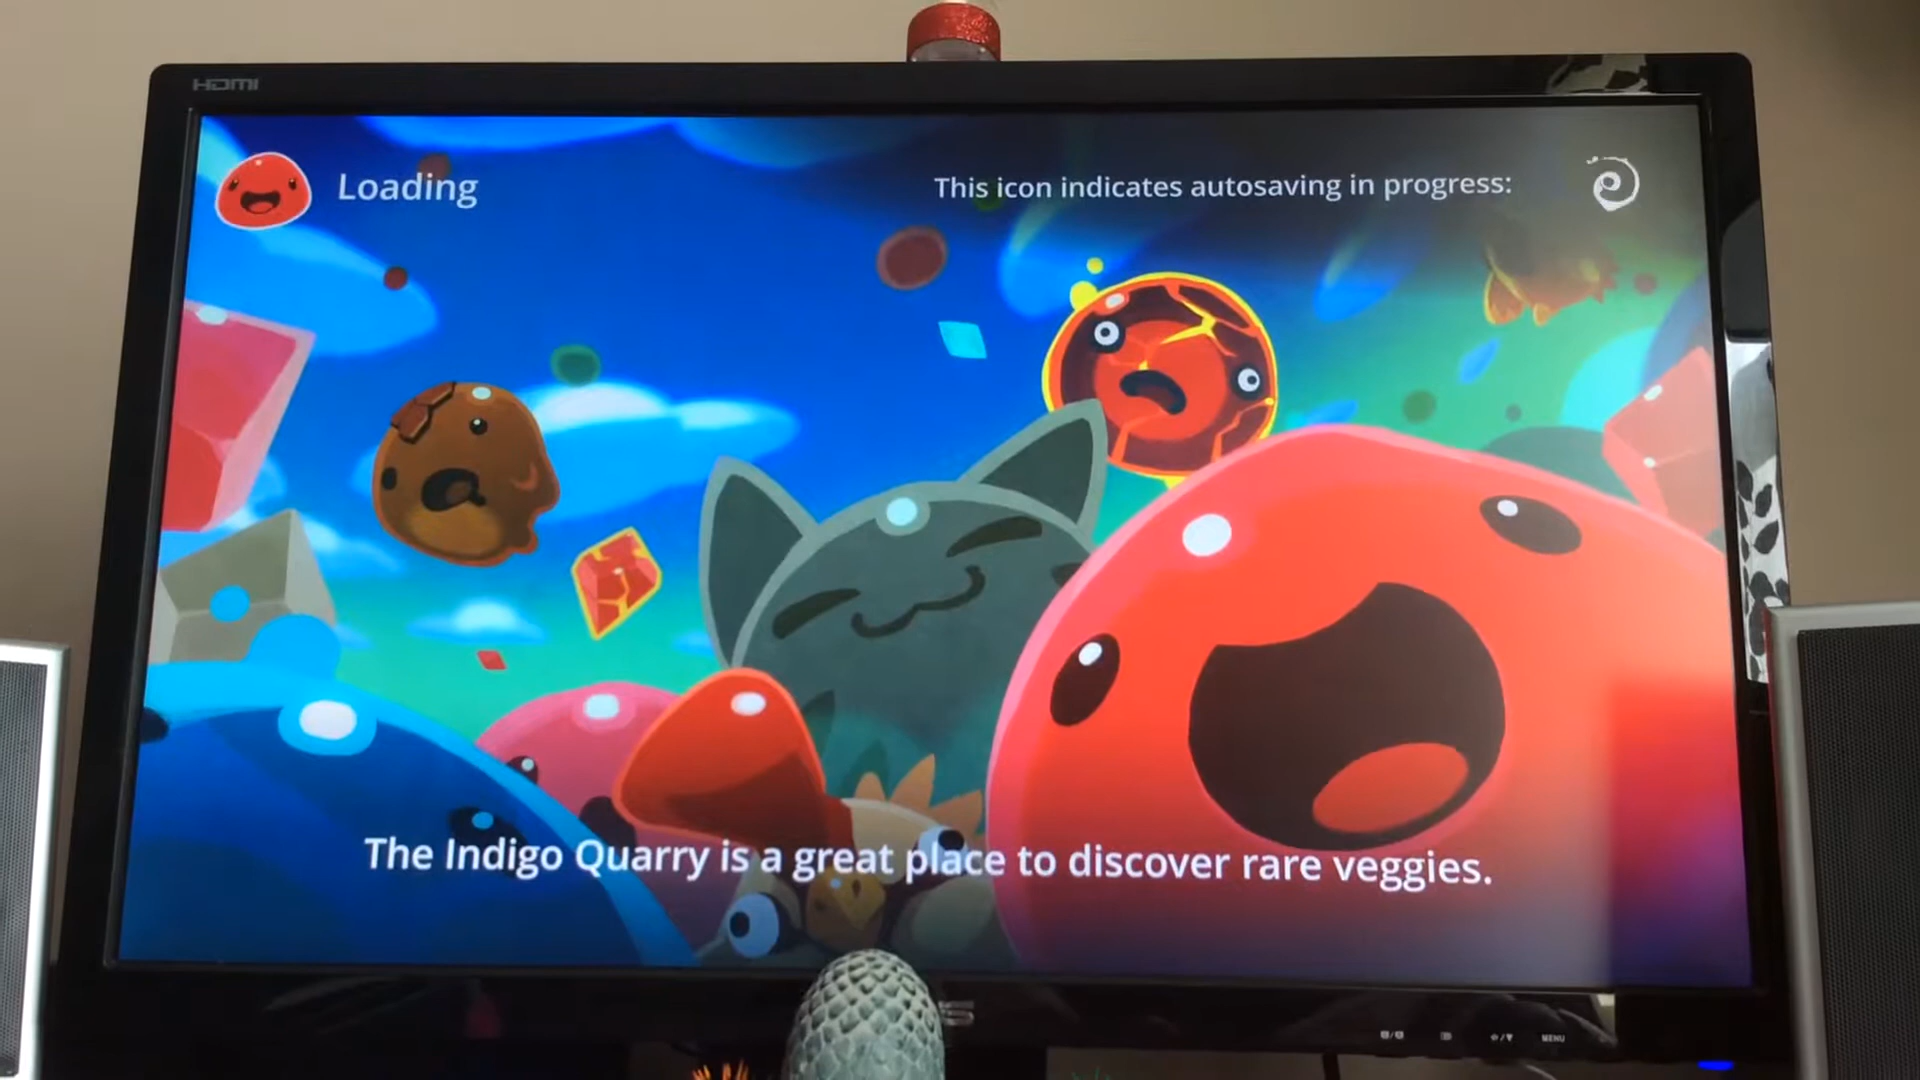 HDMI
Loading
This icon indicates autosaving in progress:
The Indigo Quarry is a great place to discover rare veggies.
MENU